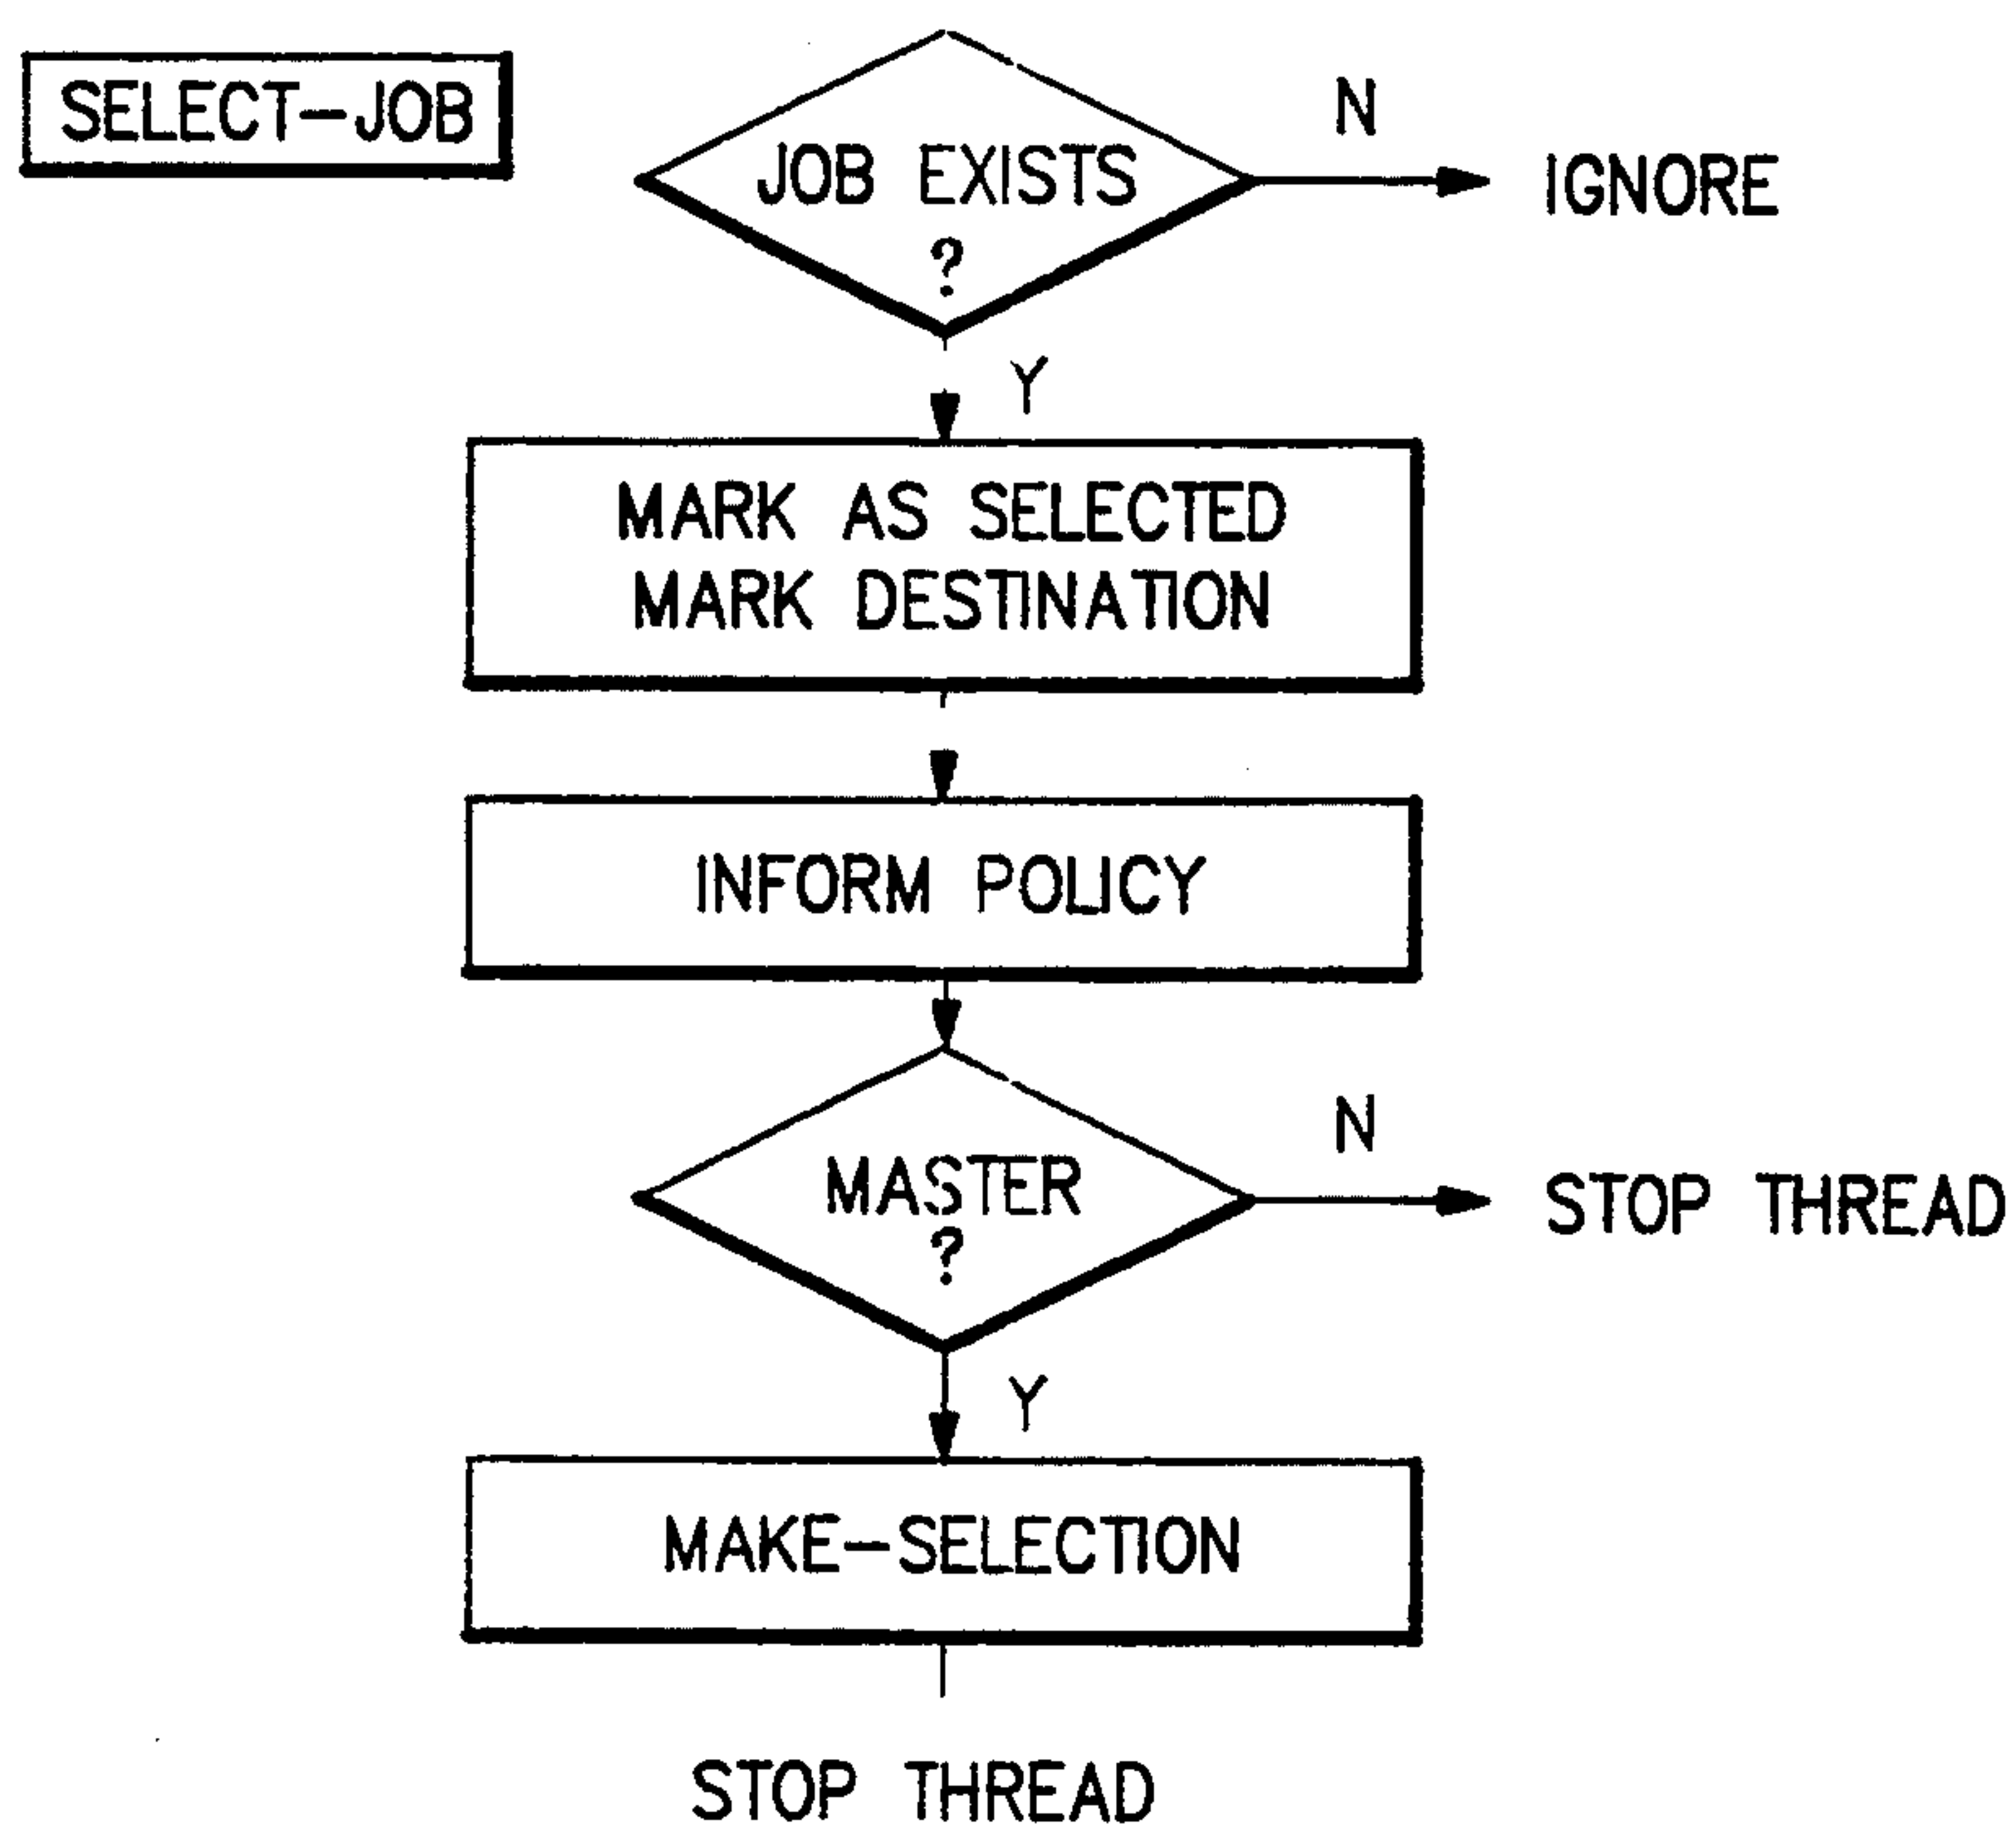 SELECT-JOB
JOB EXISTS
?
N
IGNORE
Y
MARK AS SELECTED
MARK DESTINATION
INFORM POLICY
MASTER
?
N
STOP THREAD
Y
MAKE-SELECTION
STOP THREAD